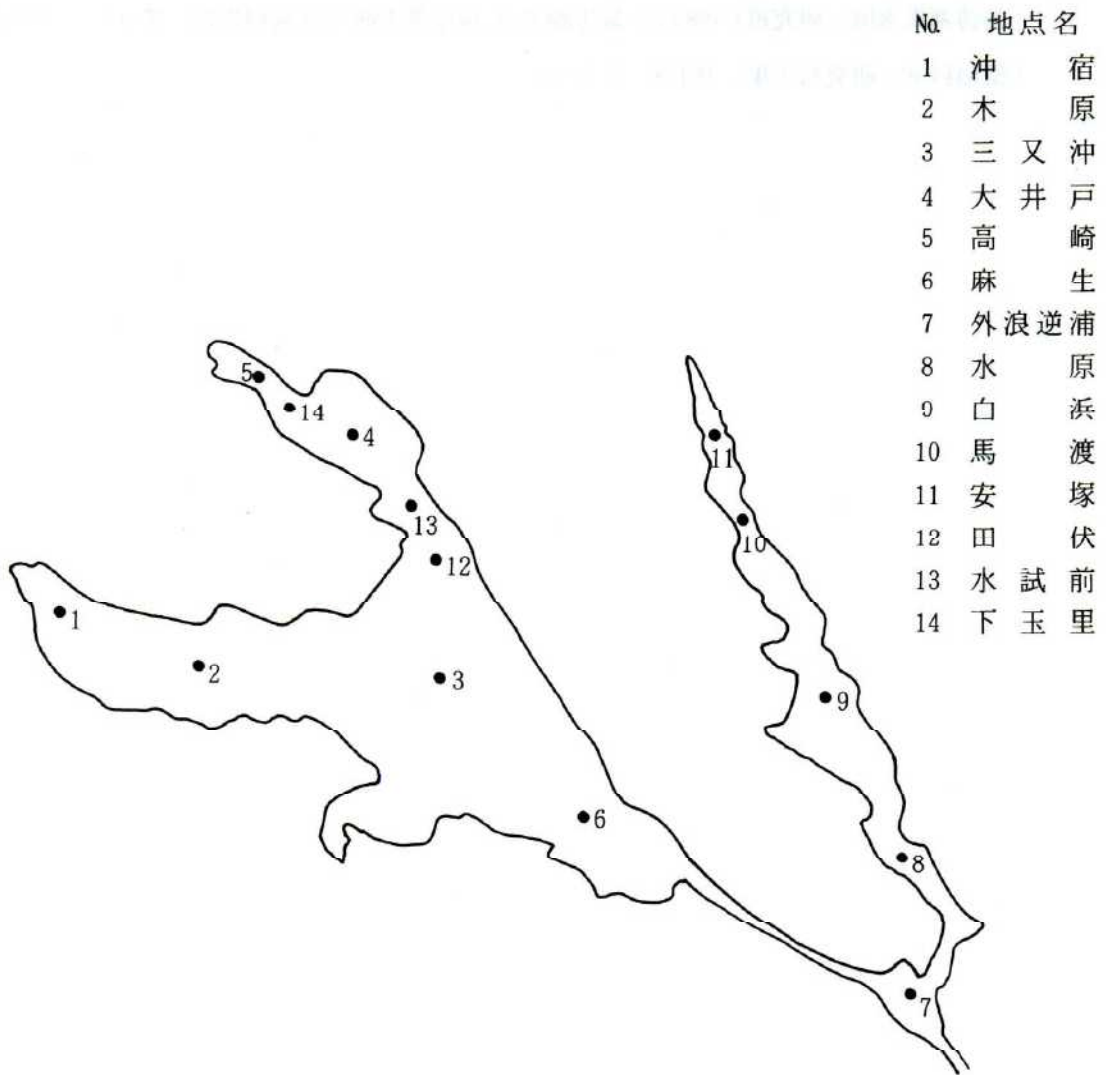 No. 地点名
1 沖宿
2 木原
3 三又沖
4 大井戸
5 高崎
6 麻生
7 外浪逆浦
8 水原
9 白浜
10 馬渡
11 安塚
12 田伏
13 水試前
14 下玉里
5
14
4
11
13
10
12
1
2
3
9
6
8
7